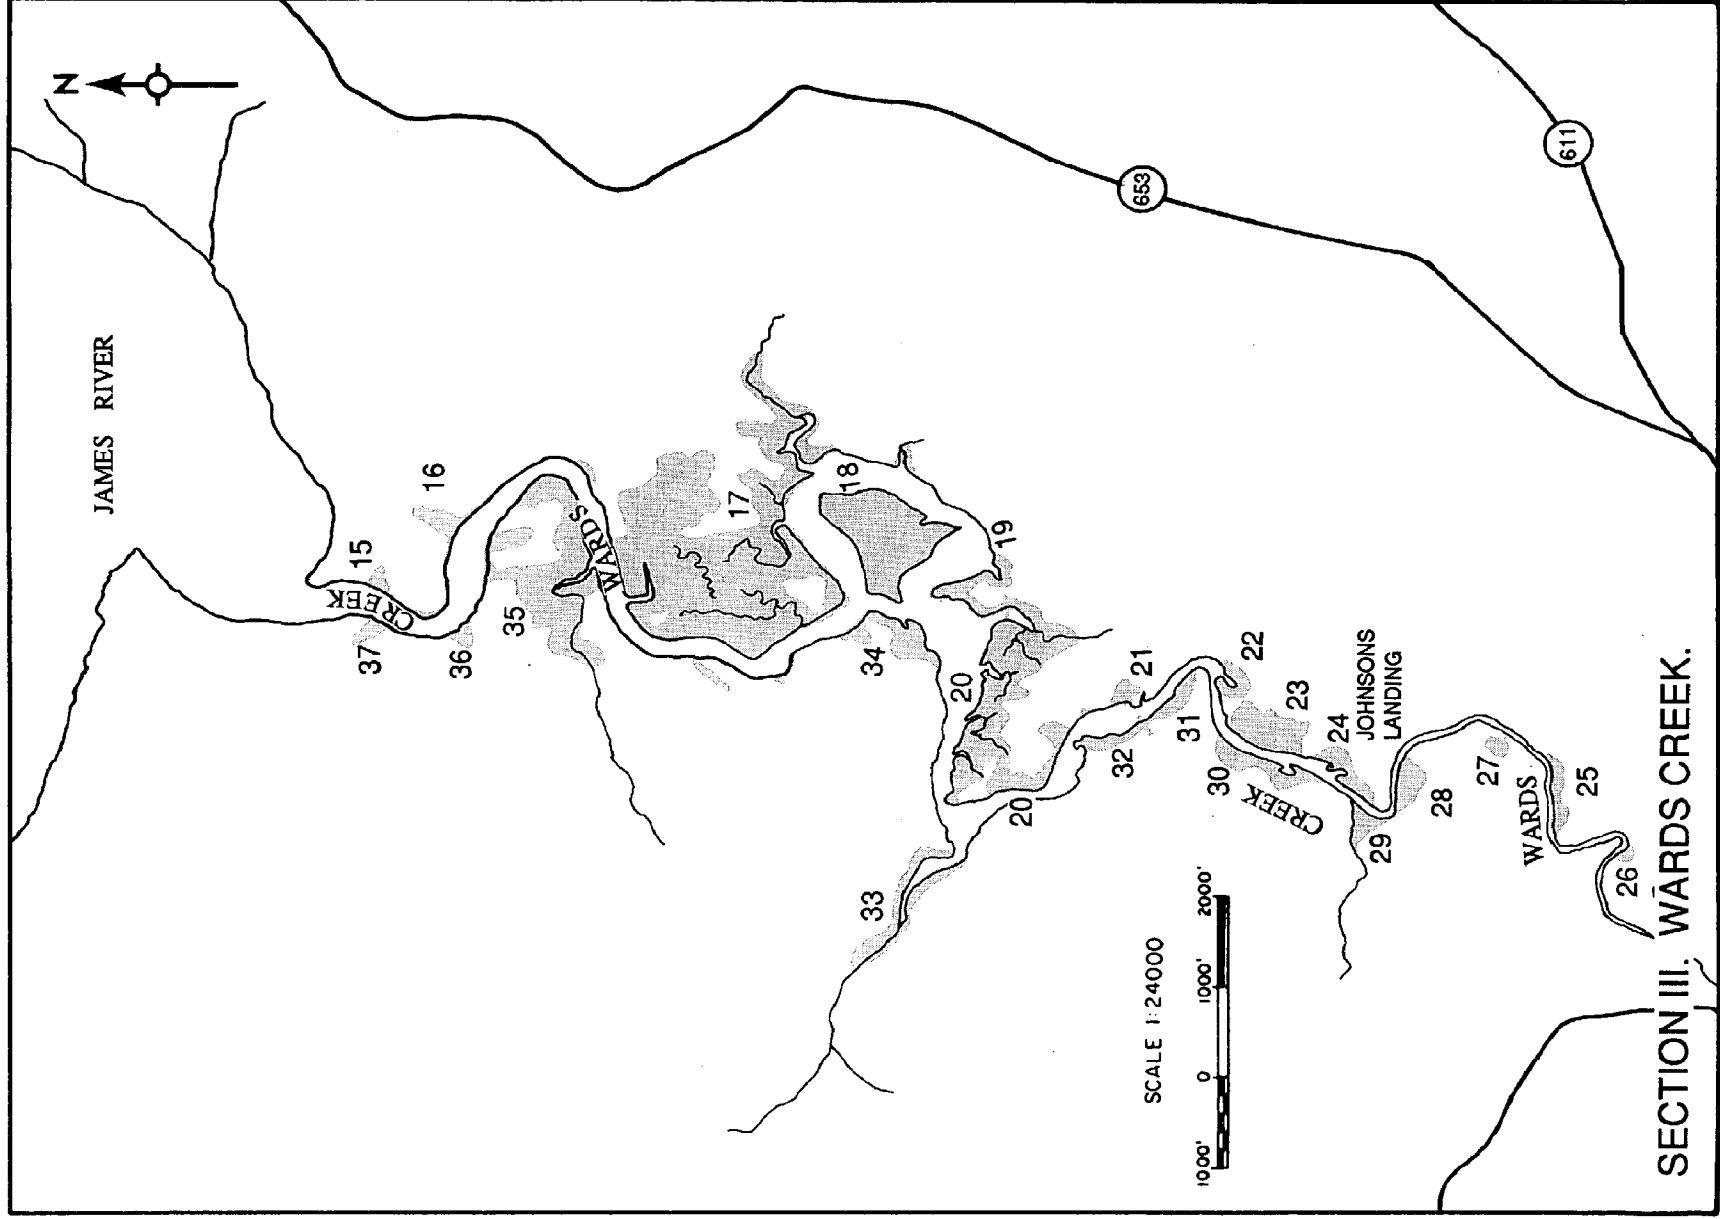 N
JAMES RIVER
15
16
37
CREEK
36
35
WARDS
17
18
19
34
20
33
20
21
22
32
31
23
30
24
JOHNSONS
LANDING
CREEK
29
28
27
25
WARDS
26
653
611
SCALE 1:24000
1000' 0 1000' 2000'
SECTION III. WARDS CREEK.